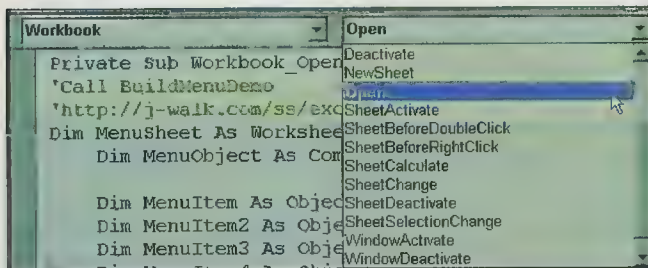 Workbook
Open
Private Sub Workbook_Open
'Call BuildMenuDemo
'http://j-walk.com/ss/exc
Dim MenuSheet As Workshee
Dim MenuObject As Com
Dim MenuItem As Objec
Dim MenuItem2 As Obje
Dim MenuItem3 As Obje
Deactivate
NewSheet
Open
SheetActivate
SheetBeforeDoubleClick
SheetBeforeRightClick
SheetCalculate
SheetChange
SheetDeactivate
SheetSelectionChange
WindowActivate
WindowDeactivate